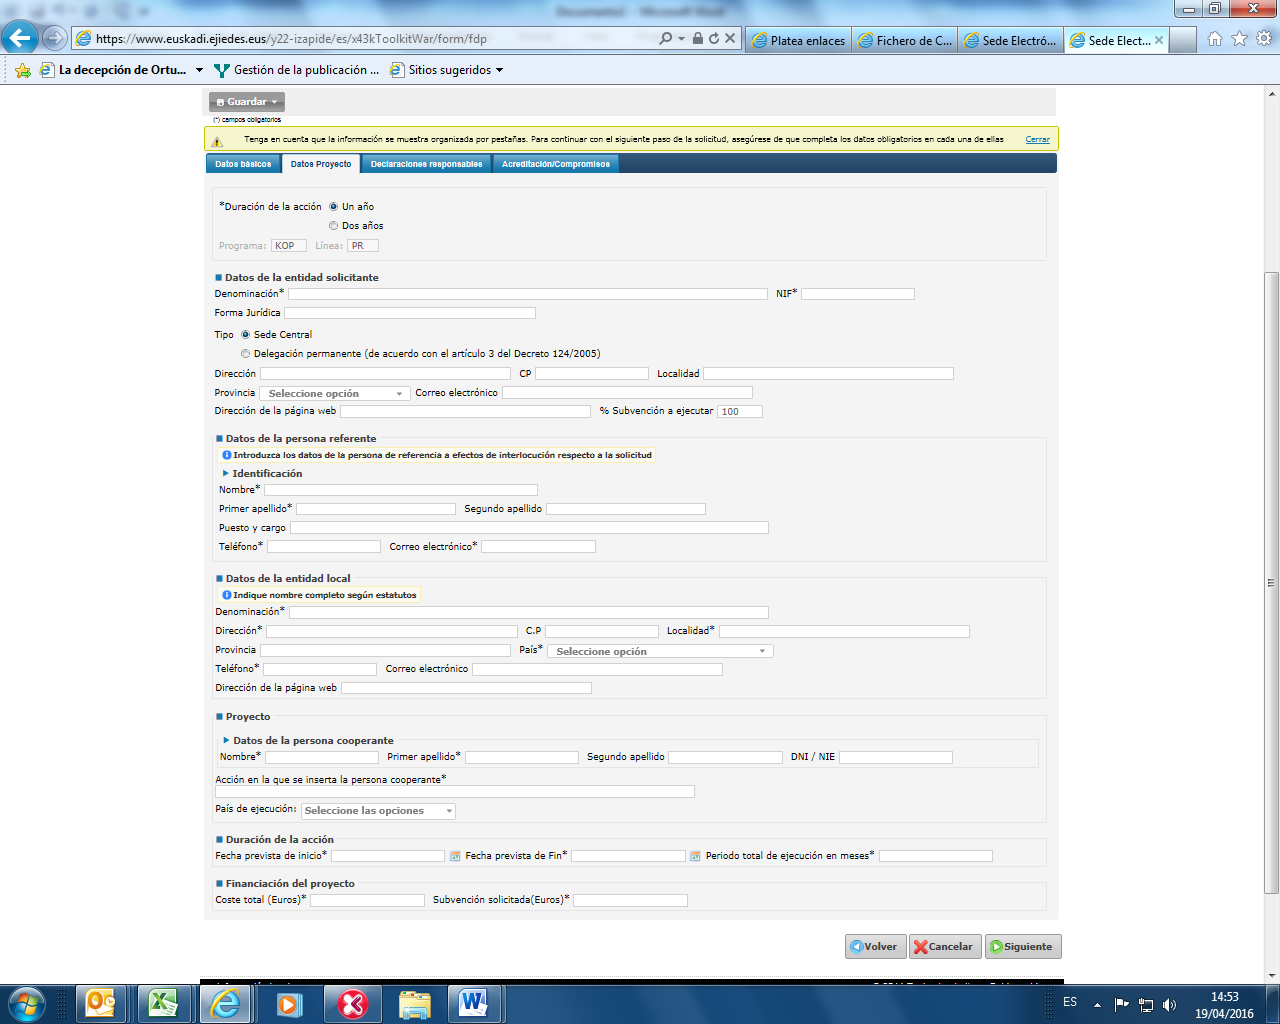 https://www.euskadi.ejiedes.eus/y22-izapide/es/x43kToolkitWar/form/fdp
Platea enlaces
Fichero de C...
Sede Electró...
Sede Elect...
La decepción de Ortu...
Gestión de la publicación ...
Sitios sugeridos
Guardar
(*) campos obligatorios
Tenga en cuenta que la información se muestra organizada por pestañas. Para continuar con el siguiente paso de la solicitud, asegúrese de que completa los datos obligatorios en cada una de ellas
Cerrar
Datos básicos
Datos Proyecto
Declaraciones responsables
Acreditación/Compromisos
*Duración de la acción Un año
Dos años
Programa: KOP Línea: PR
Datos de la entidad solicitante
Denominación* NIF*
Forma Jurídica
Tipo Sede Central
Delegación permanente (de acuerdo con el artículo 3 del Decreto 124/2005)
Dirección CP Localidad
Provincia Seleccione opción Correo electrónico
Dirección de la página web % Subvención a ejecutar 100
Datos de la persona referente
Introduzca los datos de la persona de referencia a efectos de interlocución respecto a la solicitud
Identificación
Nombre*
Primer apellido* Segundo apellido
Puesto y cargo
Teléfono* Correo electrónico*
Datos de la entidad local
Indique nombre completo según estatutos
Denominación*
Dirección* C.P Localidad*
Provincia País* Seleccione opción
Teléfono* Correo electrónico
Dirección de la página web
Proyecto
Datos de la persona cooperante
Nombre* Primer apellido* Segundo apellido DNI / NIE
Acción en la que se inserta la persona cooperante*
País de ejecución: Seleccione las opciones
Duración de la acción
Fecha prevista de inicio* Fecha prevista de Fin* Periodo total de ejecución en meses*
Financiación del proyecto
Coste total (Euros)* Subvención solicitada(Euros)*
Volver
Cancelar
Siguiente
ES
14:53
19/04/2016